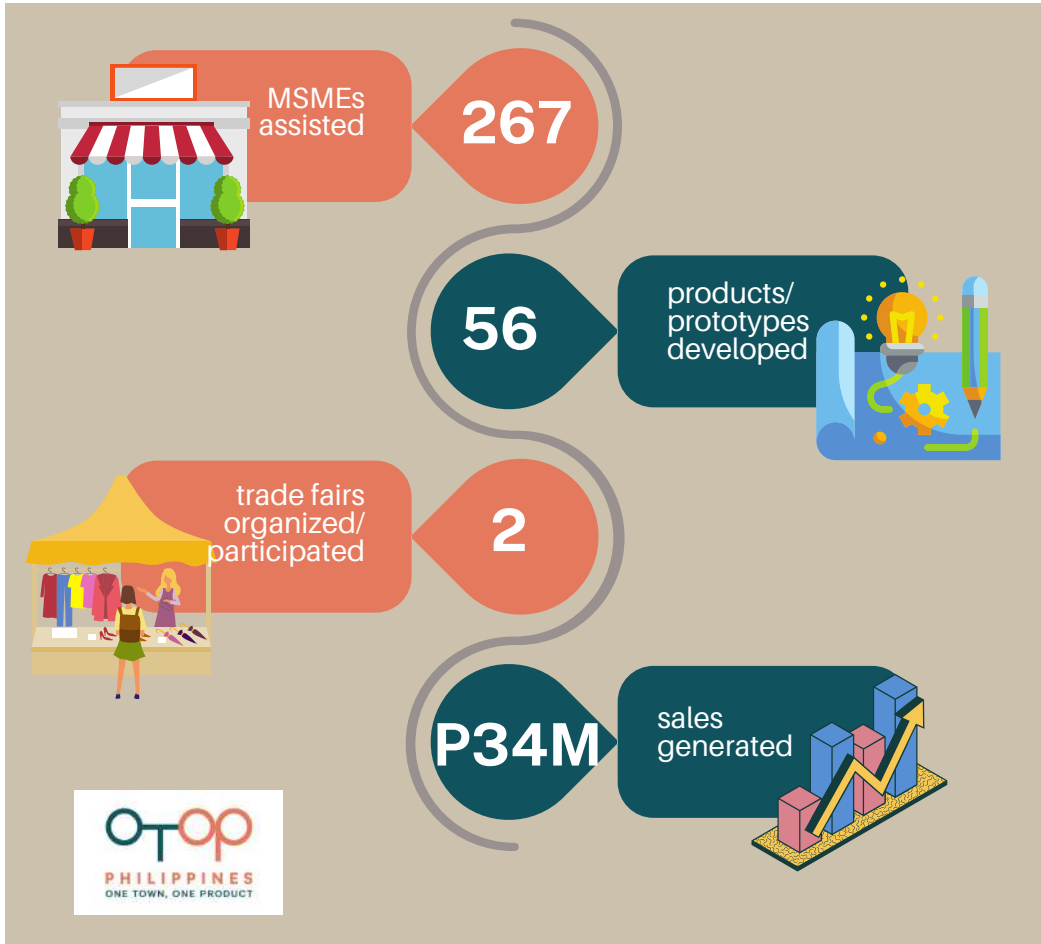 MSMEs
assisted
267
56
products/
prototypes
developed
trade fairs
organized/
participated
2
P34M
sales
generated
OTOP
PHILIPPINES
ONE TOWN, ONE PRODUCT